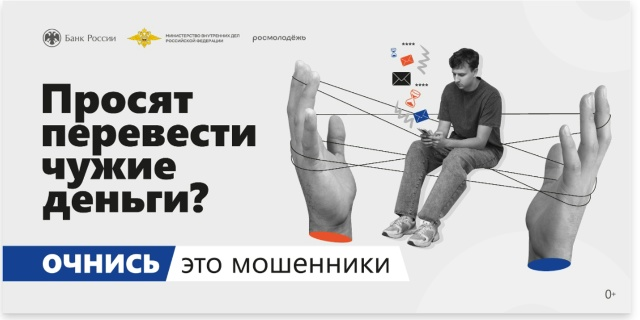 Банк России
МИНИСТЕРСТВО ВНУТРЕННИХ ДЕЛ
РОССИЙСКОЙ ФЕДЕРАЦИИ
росмолодёжь
Просят
перевести
чужие
деньги?
****
****
ОЧНИСЬ это мошенники
0+